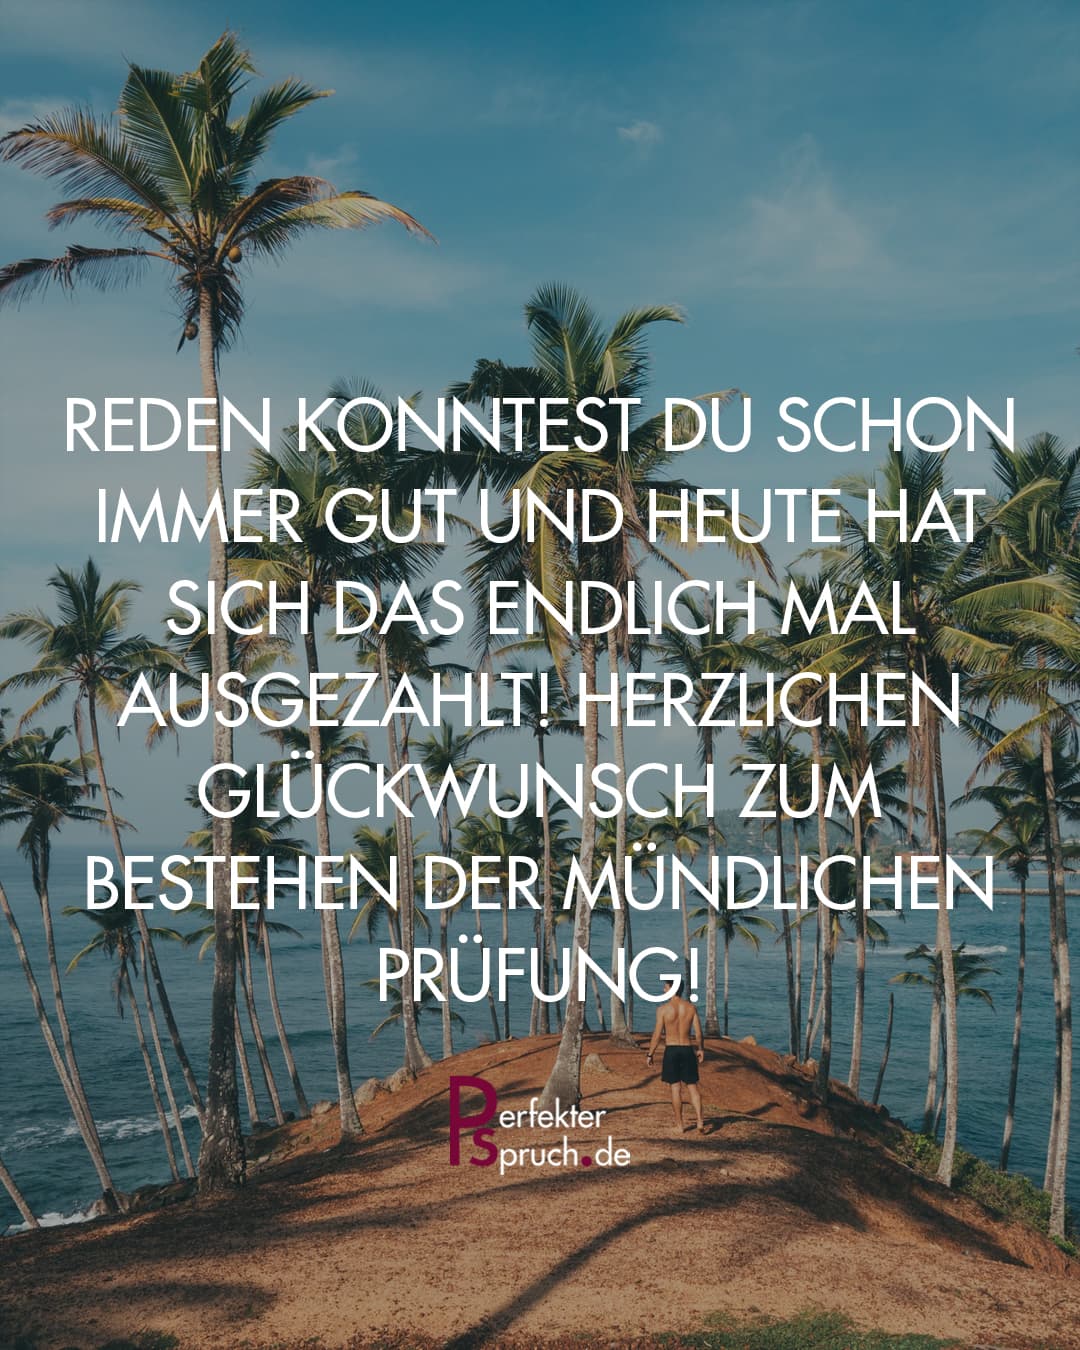 REDEN KONNTEST DU SCHON
IMMER GUT UND HEUTE HAT
SICH DAS ENDLICH MAL
AUSGEZAHLT! HERZLICHEN
GLÜCKWUNSCH ZUM
BESTEHEN DER MÜNDLICHEN
PRÜFUNG!
Perfekter
Spruch.de